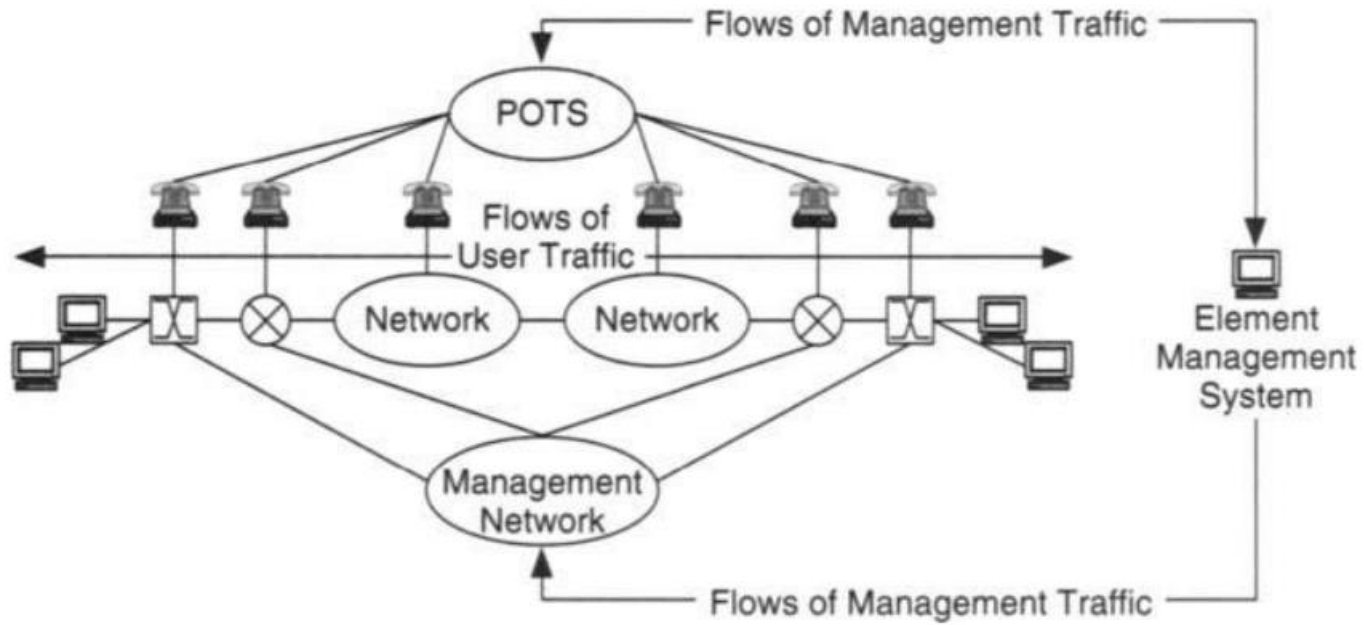 Flows of Management Traffic
POTS
Flows of
User Traffic
Network
Network
Element
Management
System
Management
Network
Flows of Management Traffic